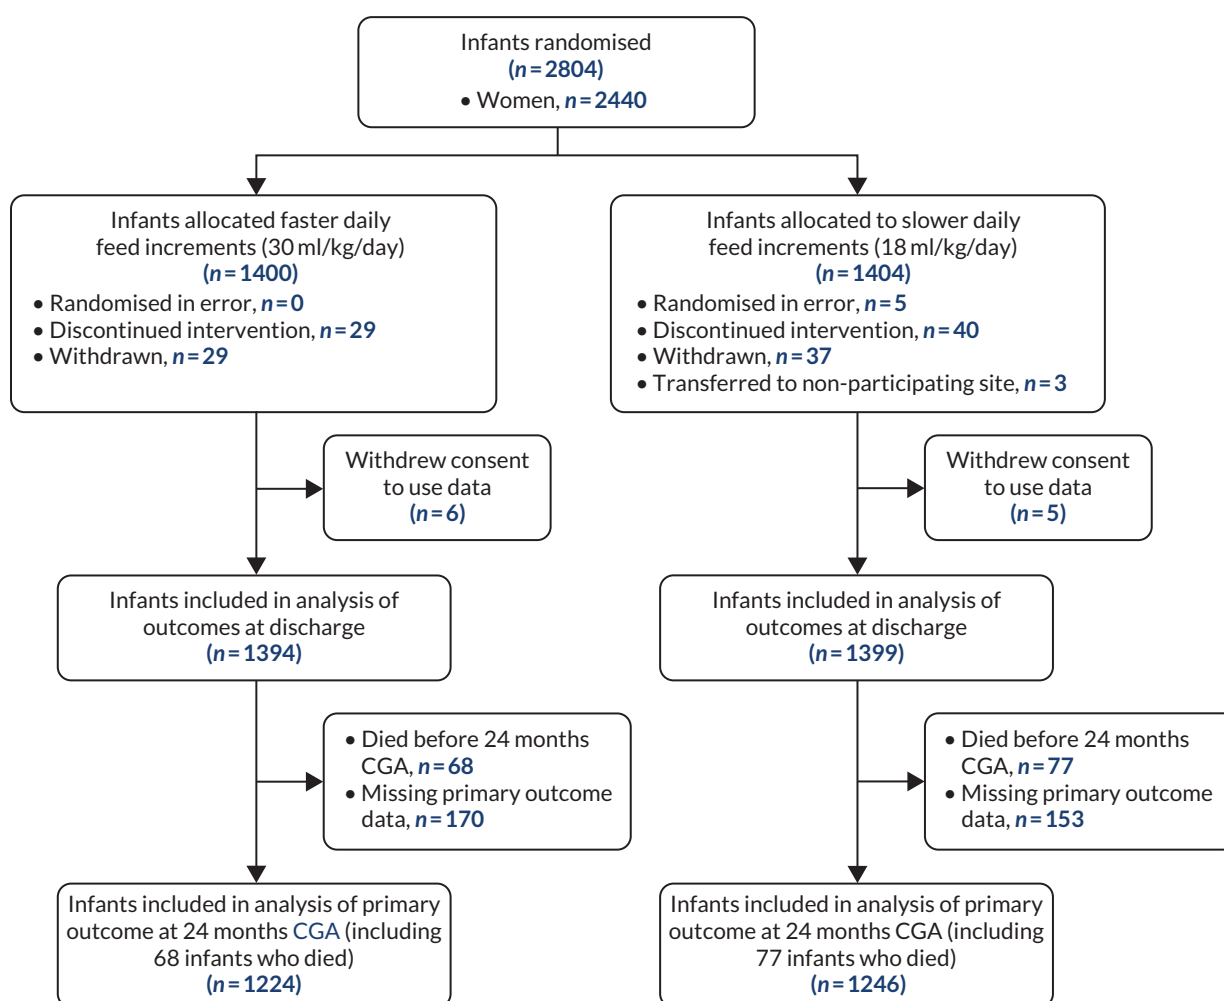 Infants randomised
(n=2804)
• Women, n=2440
Infants allocated faster daily
feed increments (30 ml/kg/day)
(n=1400)
• Randomised in error, n=0
• Discontinued intervention, n=29
• Withdrawn, n=29
Infants allocated to slower daily
feed increments (18 ml/kg/day)
(n=1404)
• Randomised in error, n=5
• Discontinued intervention, n=40
• Withdrawn, n=37
• Transferred to non-participating site, n=3
Withdrew consent
to use data
(n=6)
Withdrew consent
to use data
(n=5)
Infants included in analysis of
outcomes at discharge
(n=1394)
Infants included in analysis of
outcomes at discharge
(n=1399)
• Died before 24 months
CGA, n=68
• Missing primary outcome
data, n=170
• Died before 24 months
CGA, n=77
• Missing primary outcome
data, n=153
Infants included in analysis of primary
outcome at 24 months CGA (including
68 infants who died)
(n=1224)
Infants included in analysis of primary
outcome at 24 months CGA (including
77 infants who died)
(n=1246)